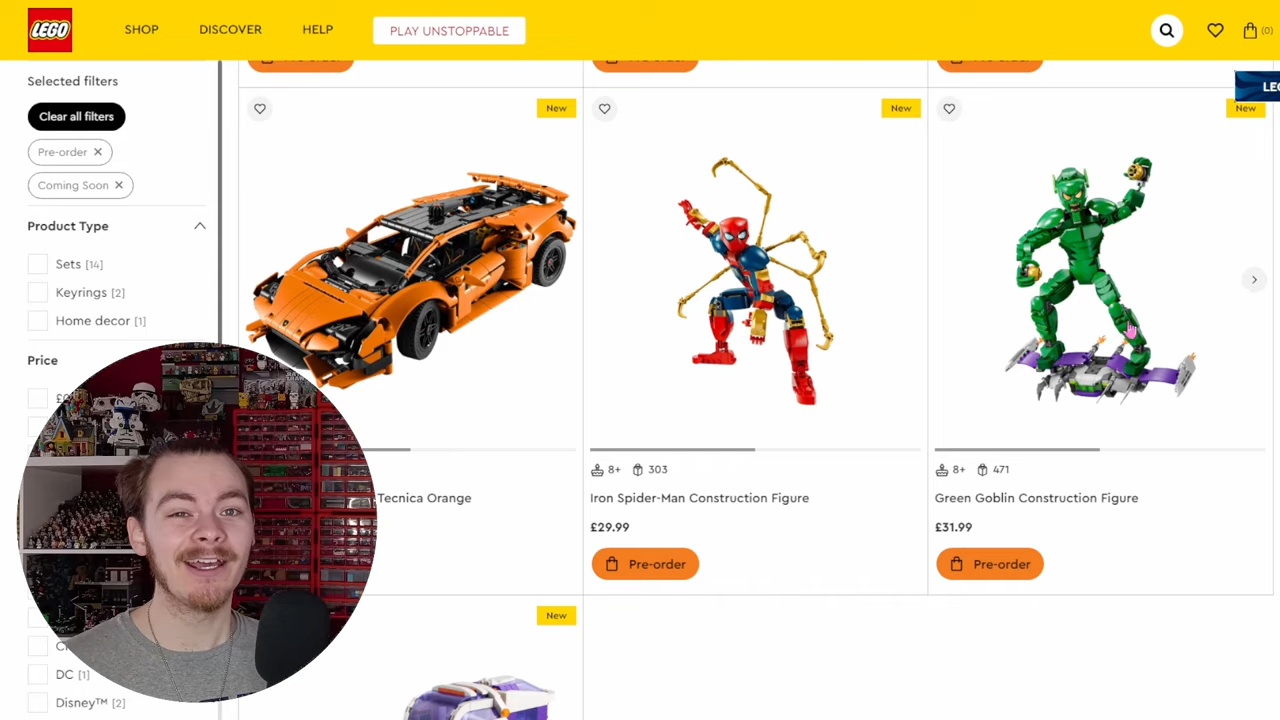 LEGO
SHOP
DISCOVER
HELP
PLAY UNSTOPPABLE
(0)
Selected filters
Clear all filters
Pre-order
Coming Soon
Product Type
Sets [14]
Keyrings [2]
Home decor [1]
Price
DC [1]
Disney™ [2]
New
New
New
8+ 303
8+ 471
Tecnica Orange
Iron Spider-Man Construction Figure
Green Goblin Construction Figure
£29.99
£31.99
Pre-order
Pre-order
New